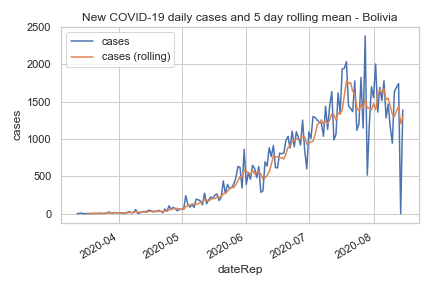 New COVID-19 daily cases and 5 day rolling mean - Bolivia
2500
2000
1500
1000
500
0
cases
cases
cases (rolling)
2020-04
2020-05
2020-06
2020-07
2020-08
dateRep